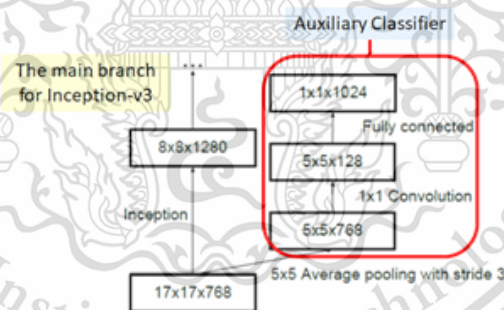 Auxiliary Classifier
The main branch
for Inception-v3
...
1x1x1024
Fully connected
8x8x1280
5x5x128
1x1 Convolution
Inception
5x5x768
5x5 Average pooling with stride 3
17x17x768